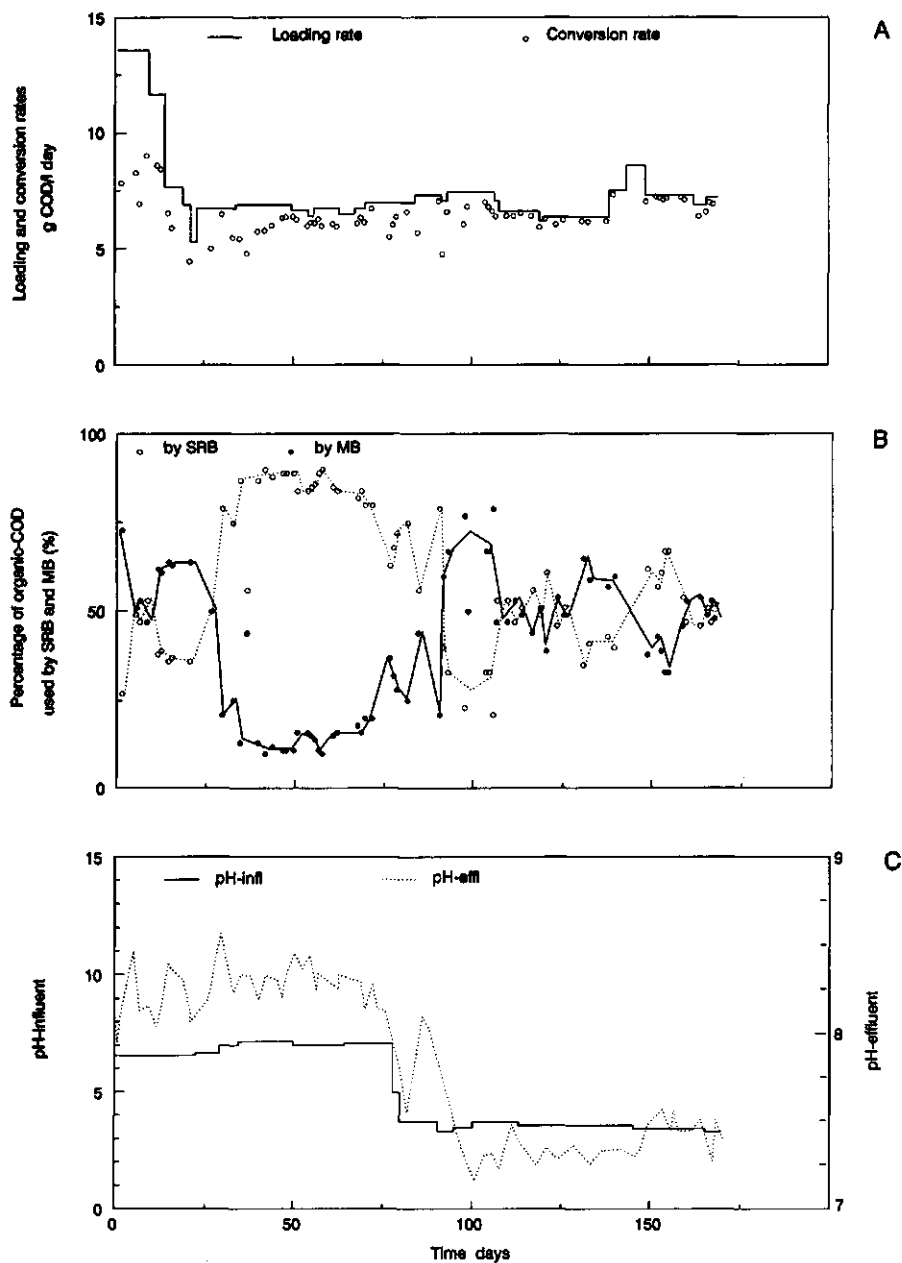 A
Loading rate
Conversion rate
Loading and conversion rates
g COD/l day
15
10
5
0
B
by SRB
by MB
Percentage of organic-COD
used by SRB and MB (%)
100
50
0
C
pH-infl
pH-effl
pH-influent
pH-effluent
15
10
5
0
9
8
7
0
50
100
150
Time days